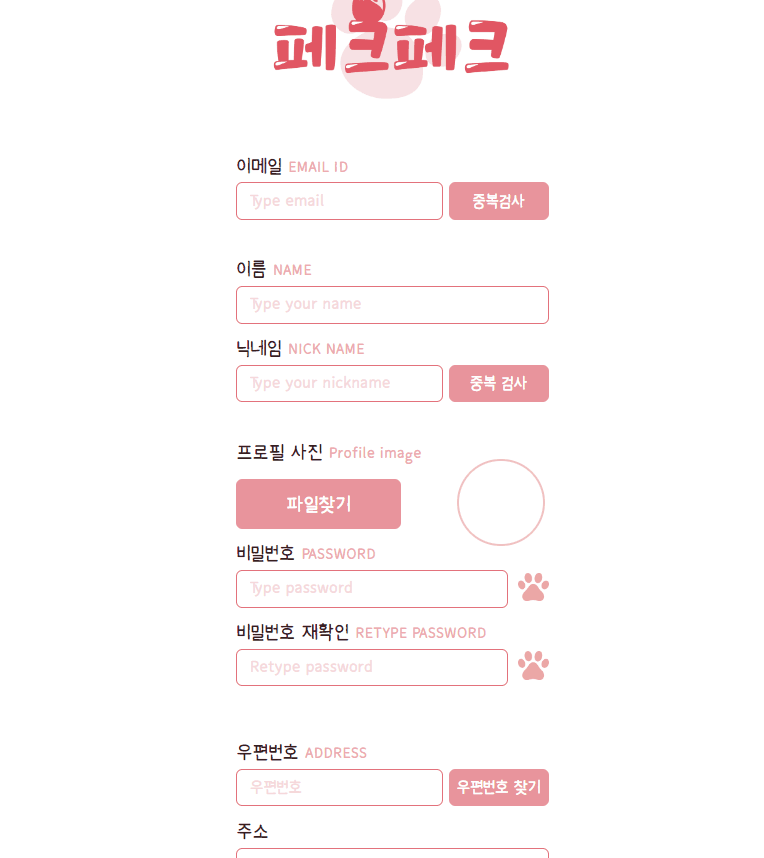 페크페크
이메일 EMAIL ID
Type email
중복검사
이름 NAME
Type your name
닉네임 NICK NAME
Type your nickname
중복 검사
프로필 사진 Profile image
파일찾기
비밀번호 PASSWORD
Type password
비밀번호 재확인 RETYPE PASSWORD
Retype password
우편번호 ADDRESS
우편번호
우편번호 찾기
주소